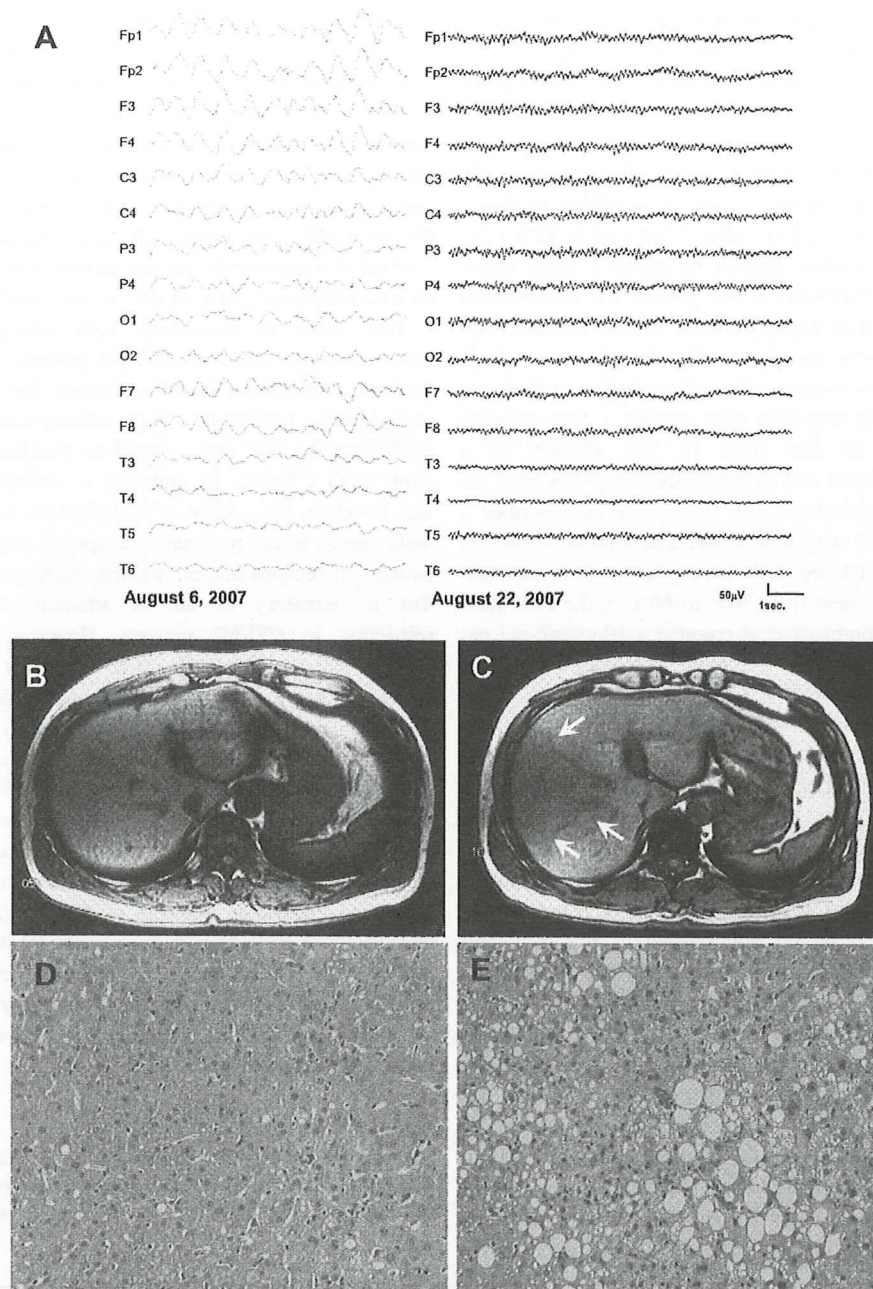 A
Fp1 Fp1
Fp2 Fp2
F3 F3
F4 F4
C3 C3
C4 C4
P3 P3
P4 P4
O1 O1
O2 O2
F7 F7
F8 F8
T3 T3
T4 T4
T5 T5
T6 T6
August 6, 2007 August 22, 2007 50μV
1sec.
B C
D E